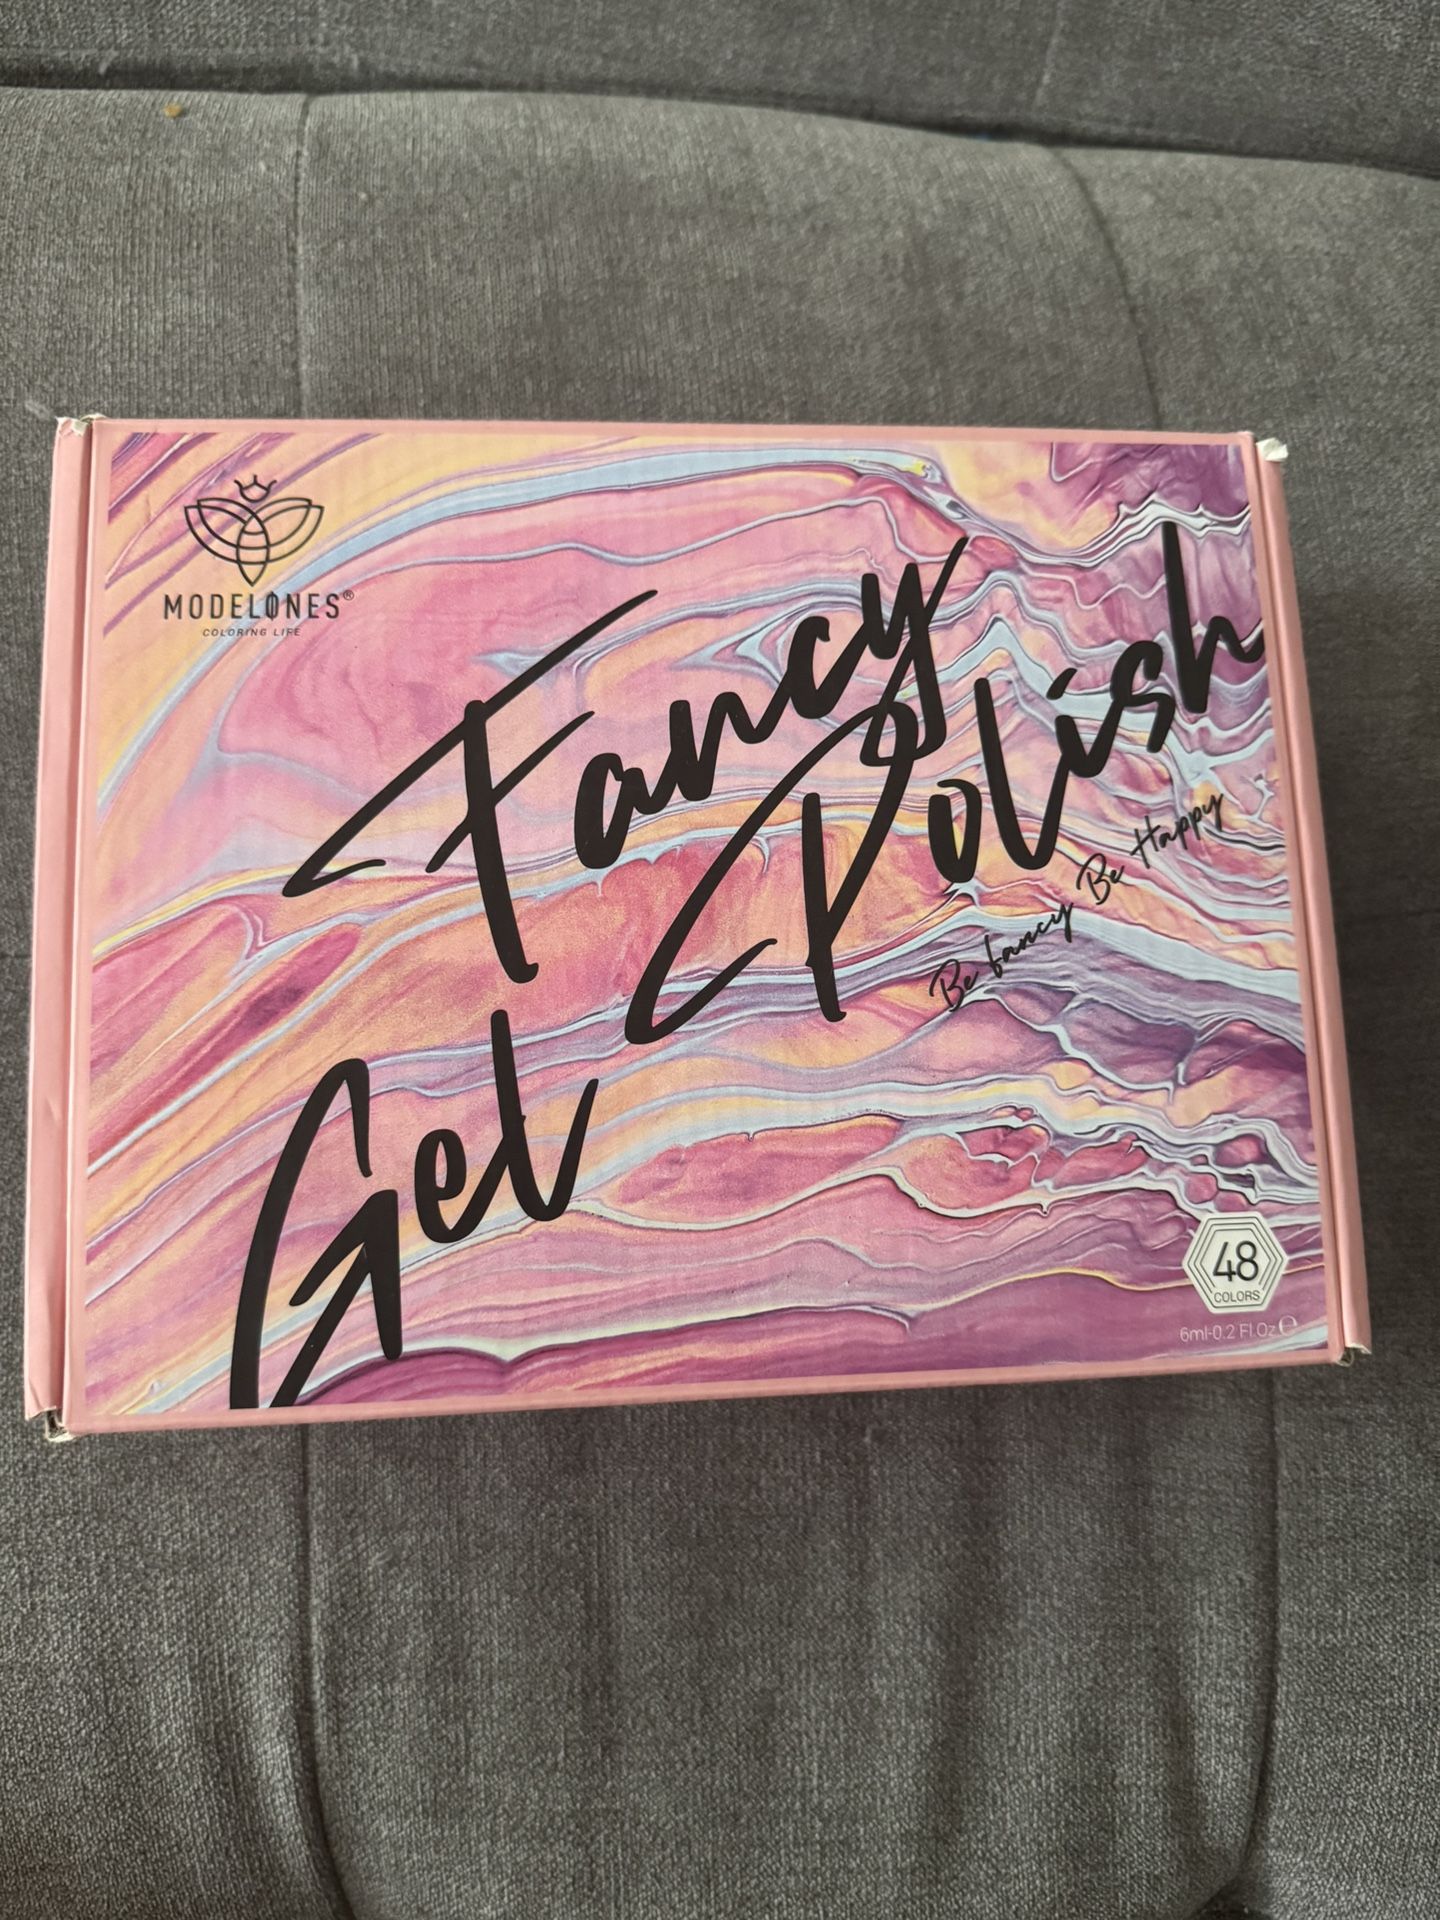 MODELONES®
COLORING LIFE
Fancy
Polish
Gel
Be fancy Be Happy
48
COLORS
6ml-0.2 Fl.Oz ℮